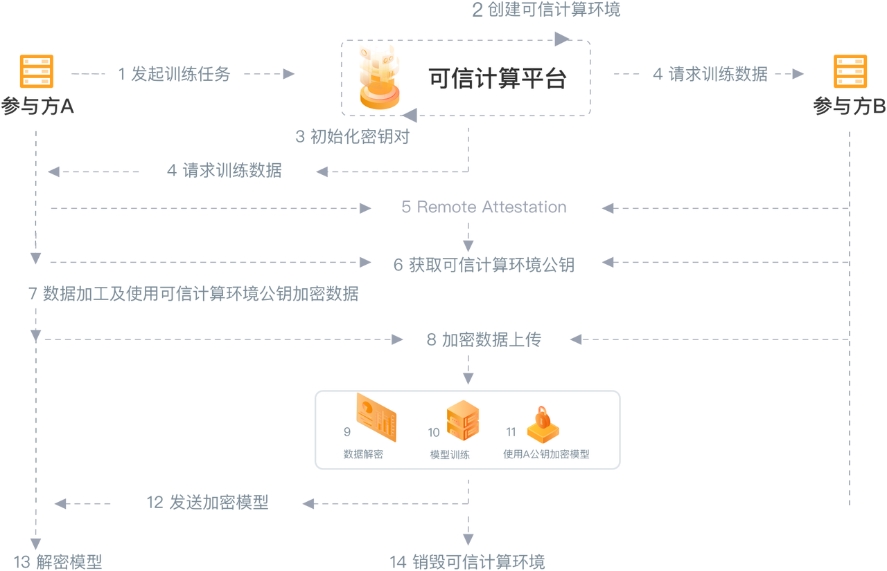 2 创建可信计算环境
1 发起训练任务
可信计算平台
4 请求训练数据
参与方A
参与方B
3 初始化密钥对
4 请求训练数据
5 Remote Attestation
6 获取可信计算环境公钥
7 数据加工及使用可信计算环境公钥加密数据
8 加密数据上传
9
数据解密
10
模型训练
11
使用A公钥加密模型
12 发送加密模型
13 解密模型
14 销毁可信计算环境